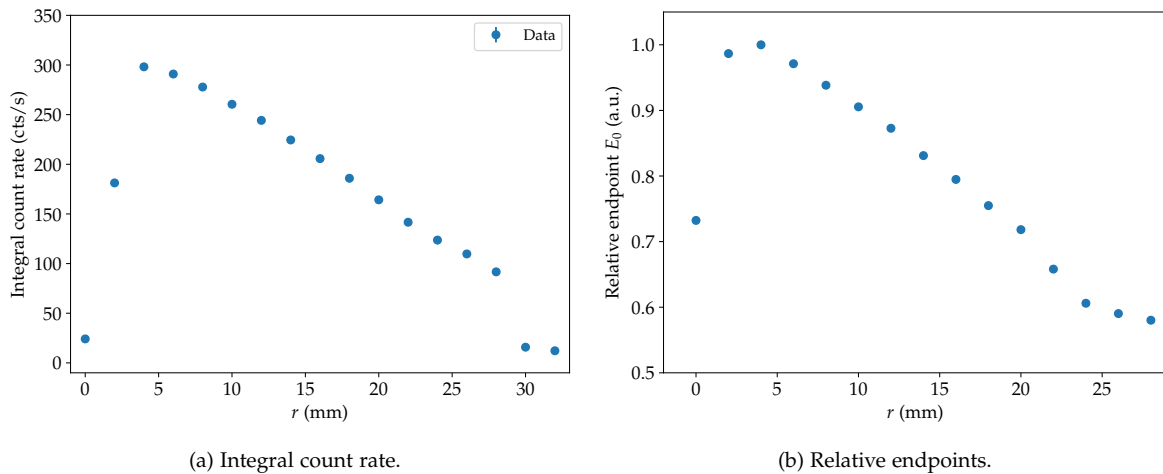 350
300
250
200
150
100
50
0
Integral count rate (cts/s)
Data
0 5 10 15 20 25 30
r (mm)
(a) Integral count rate.
1.0
0.9
0.8
0.7
0.6
0.5
Relative endpoint E₀ (a.u.)
0 5 10 15 20 25
r (mm)
(b) Relative endpoints.